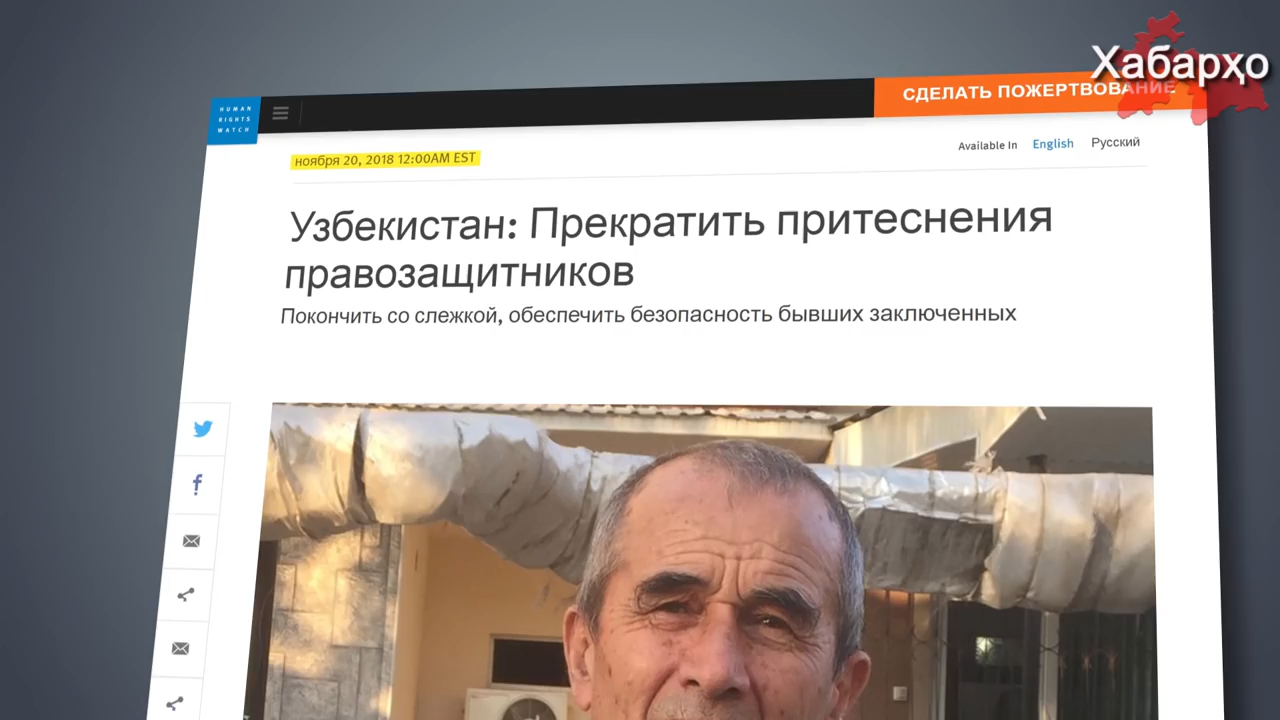 Хабарҳо
СДЕЛАТЬ ПОЖЕРТВОВАНИЕ
HUMAN
RIGHTS
WATCH
ноября 20, 2018 12:00AM EST
Available In English Русский
Узбекистан: Прекратить притеснения
правозащитников
Покончить со слежкой, обеспечить безопасность бывших заключенных